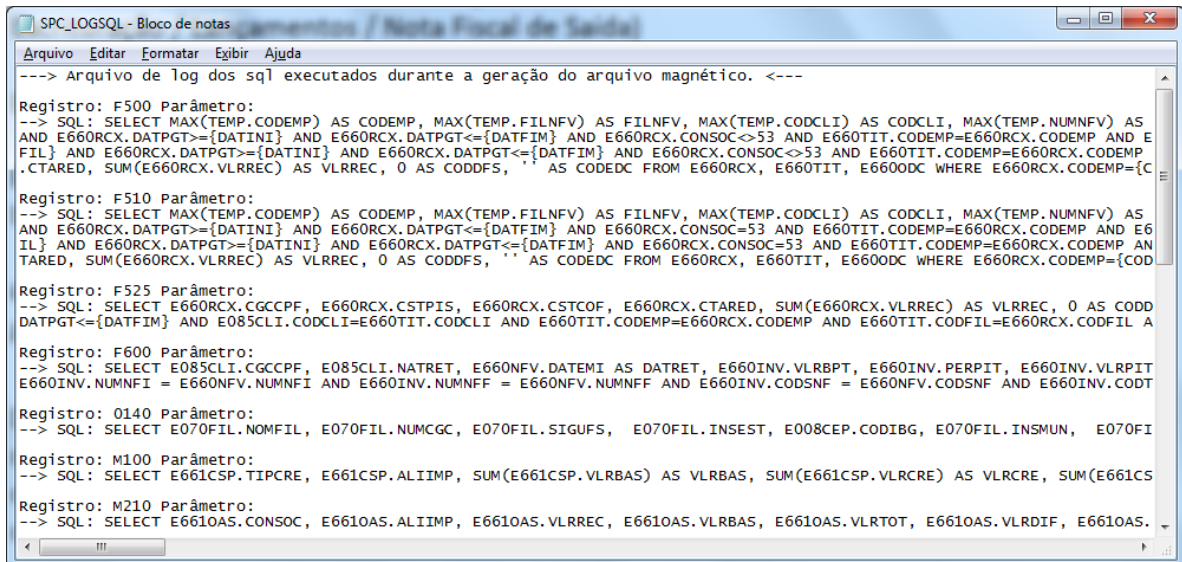 SPC_LOGSQL - Bloco de notas
Arquivo Editar Formatar Exibir Ajuda
---> Arquivo de log dos sql executados durante a geração do arquivo magnético. <---
Registro: F500 Parâmetro:
--> SQL: SELECT MAX(TEMP.CODEMP) AS CODEMP, MAX(TEMP.FILNFV) AS FILNFV, MAX(TEMP.CODCLI) AS CODCLI, MAX(TEMP.NUMNFV) AS
AND E660RCX.DATPGT>={DATINI} AND E660RCX.DATPGT<={DATFIM} AND E660RCX.CONSOC<>53 AND E660TIT.CODEMP=E660RCX.CODEMP AND E
FIL} AND E660RCX.DATPGT>={DATINI} AND E660RCX.DATPGT<={DATFIM} AND E660RCX.CONSOC<>53 AND E660TIT.CODEMP=E660RCX.CODEMP
.CTARED, SUM(E660RCX.VLRREC) AS VLRREC, 0 AS CODDFS, '' AS CODEDC FROM E660RCX, E660TIT, E660ODC WHERE E660RCX.CODEMP={C
Registro: F510 Parâmetro:
--> SQL: SELECT MAX(TEMP.CODEMP) AS CODEMP, MAX(TEMP.FILNFV) AS FILNFV, MAX(TEMP.CODCLI) AS CODCLI, MAX(TEMP.NUMNFV) AS
AND E660RCX.DATPGT>={DATINI} AND E660RCX.DATPGT<={DATFIM} AND E660RCX.CONSOC=53 AND E660TIT.CODEMP=E660RCX.CODEMP AND E6
IL} AND E660RCX.DATPGT>={DATINI} AND E660RCX.DATPGT<={DATFIM} AND E660RCX.CONSOC=53 AND E660TIT.CODEMP=E660RCX.CODEMP AN
TARED, SUM(E660RCX.VLRREC) AS VLRREC, 0 AS CODDFS, '' AS CODEDC FROM E660RCX, E660TIT, E660ODC WHERE E660RCX.CODEMP={COD
Registro: F525 Parâmetro:
--> SQL: SELECT E660RCX.CGCCPF, E660RCX.CSTPIS, E660RCX.CSTCOF, E660RCX.CTARED, SUM(E660RCX.VLRREC) AS VLRREC, 0 AS CODD
DATPGT<={DATFIM} AND E085CLI.CODCLI=E660TIT.CODCLI AND E660TIT.CODEMP=E660RCX.CODEMP AND E660TIT.CODFIL=E660RCX.CODFIL A
Registro: F600 Parâmetro:
--> SQL: SELECT E085CLI.CGCCPF, E085CLI.NATRET, E660NFV.DATEMI AS DATRET, E660INV.VLRBPT, E660INV.PERPIT, E660INV.VLRPIT
E660INV.NUMNFI = E660NFV.NUMNFI AND E660INV.NUMNFF = E660NFV.NUMNFF AND E660INV.CODSNF = E660NFV.CODSNF AND E660INV.CODT
Registro: 0140 Parâmetro:
--> SQL: SELECT E070FIL.NOMFIL, E070FIL.NUMCGC, E070FIL.SIGUFS, E070FIL.INSEST, E008CEP.CODIBG, E070FIL.INSMUN, E070FI
Registro: M100 Parâmetro:
--> SQL: SELECT E661CSP.TIPCRE, E661CSP.ALIIMP, SUM(E661CSP.VLRBAS) AS VLRBAS, SUM(E661CSP.VLRCRE) AS VLRCRE, SUM(E661CS
Registro: M210 Parâmetro:
--> SQL: SELECT E661OAS.CONSOC, E661OAS.ALIIMP, E661OAS.VLRREC, E661OAS.VLRBAS, E661OAS.VLRTOT, E661OAS.VLRDIF, E661OAS.